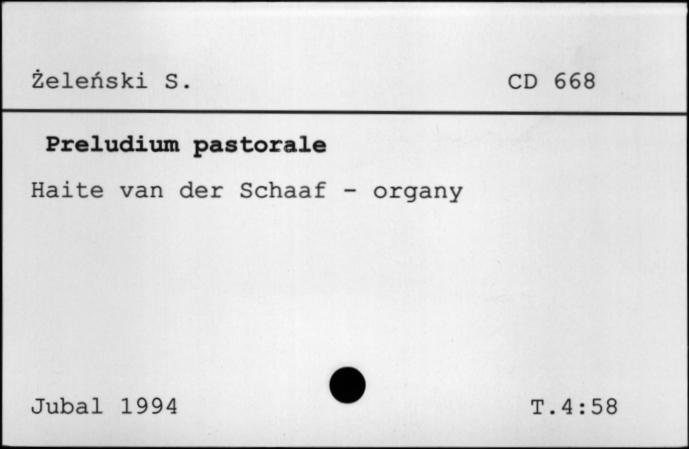 Żeleński S. CD 668
Preludium pastorale
Haite van der Schaaf - organy
Jubal 1994 T.4:58